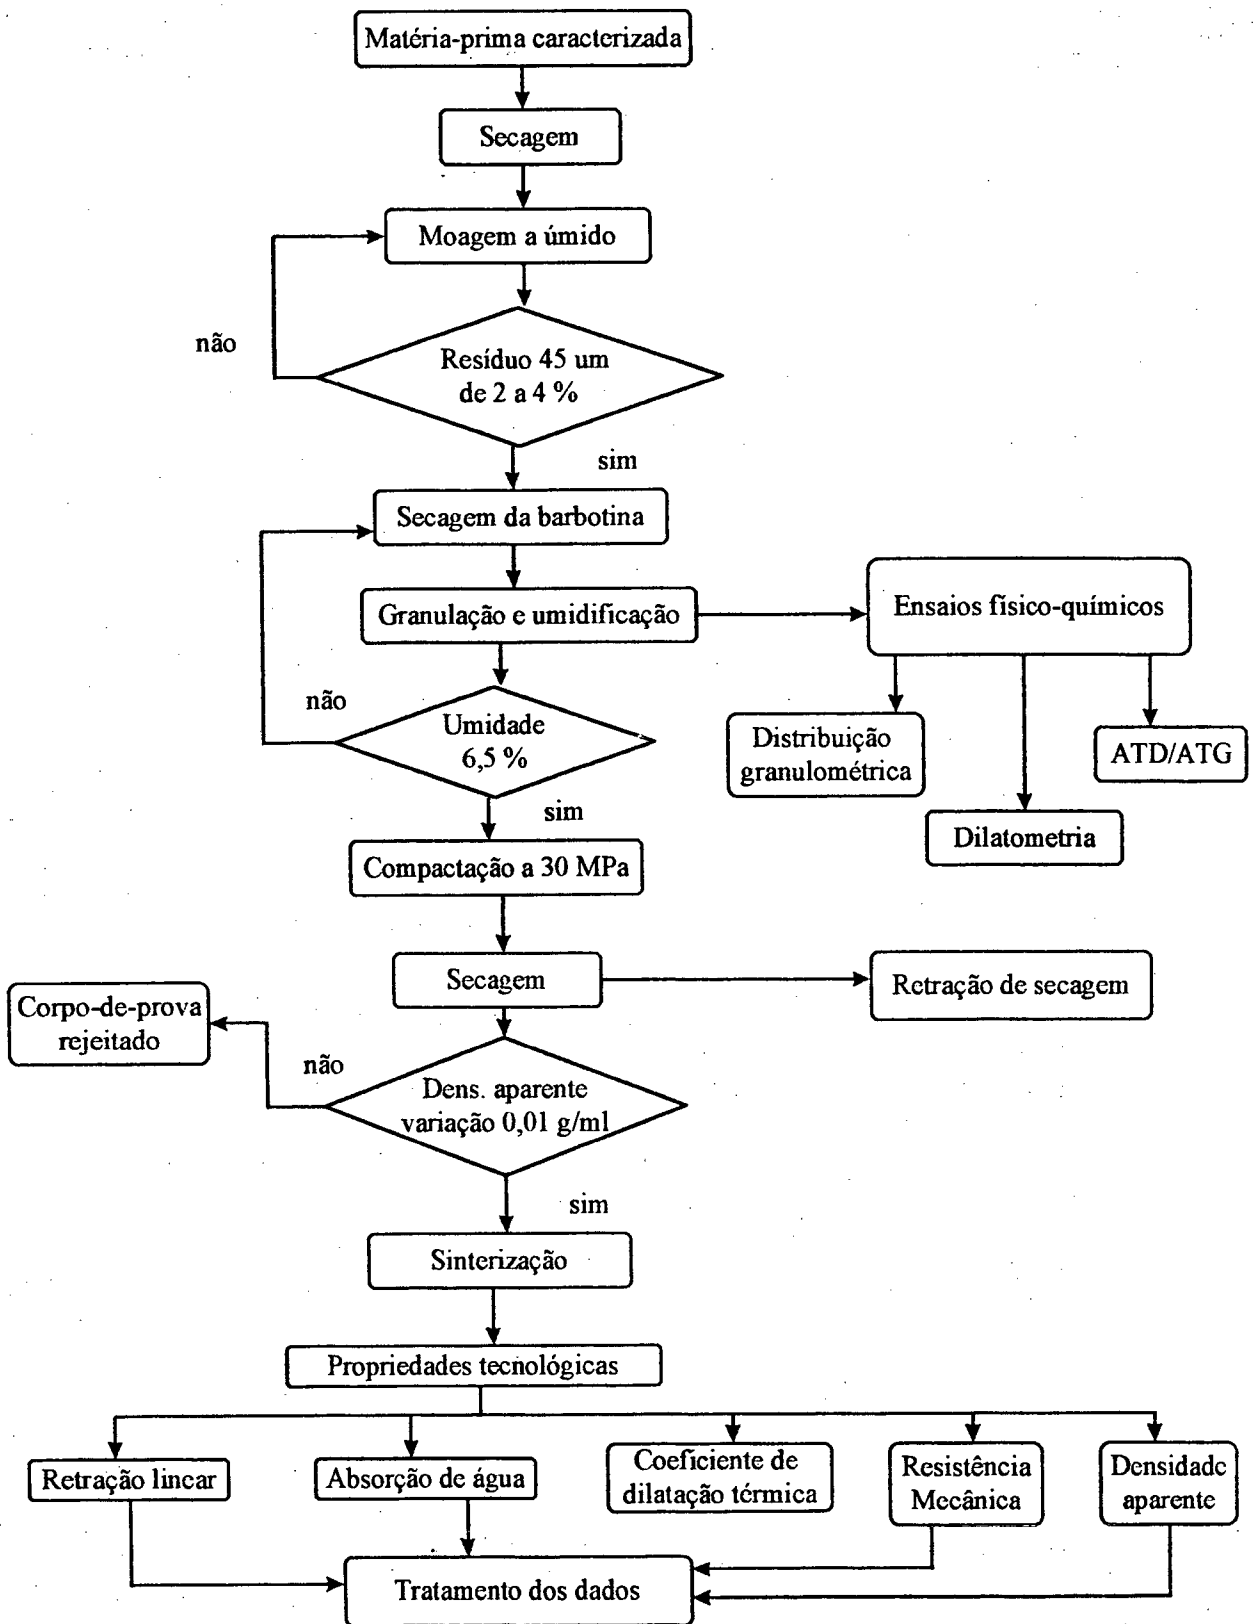 Matéria-prima caracterizada
Secagem
Moagem a úmido
não
Resíduo 45 um
de 2 a 4 %
sim
Secagem da barbotina
Granulação e umidificação
Ensaios físico-químicos
não
Umidade
6,5 %
Distribuição
granulométrica
ATD/ATG
Dilatometria
sim
Compactação a 30 MPa
Secagem
Retração de secagem
Corpo-de-prova
rejeitado
não
Dens. aparente
variação 0,01 g/ml
sim
Sinterização
Propriedades tecnológicas
Retração linear
Absorção de água
Coeficiente de
dilatação térmica
Resistência
Mecânica
Densidade
aparente
Tratamento dos dados